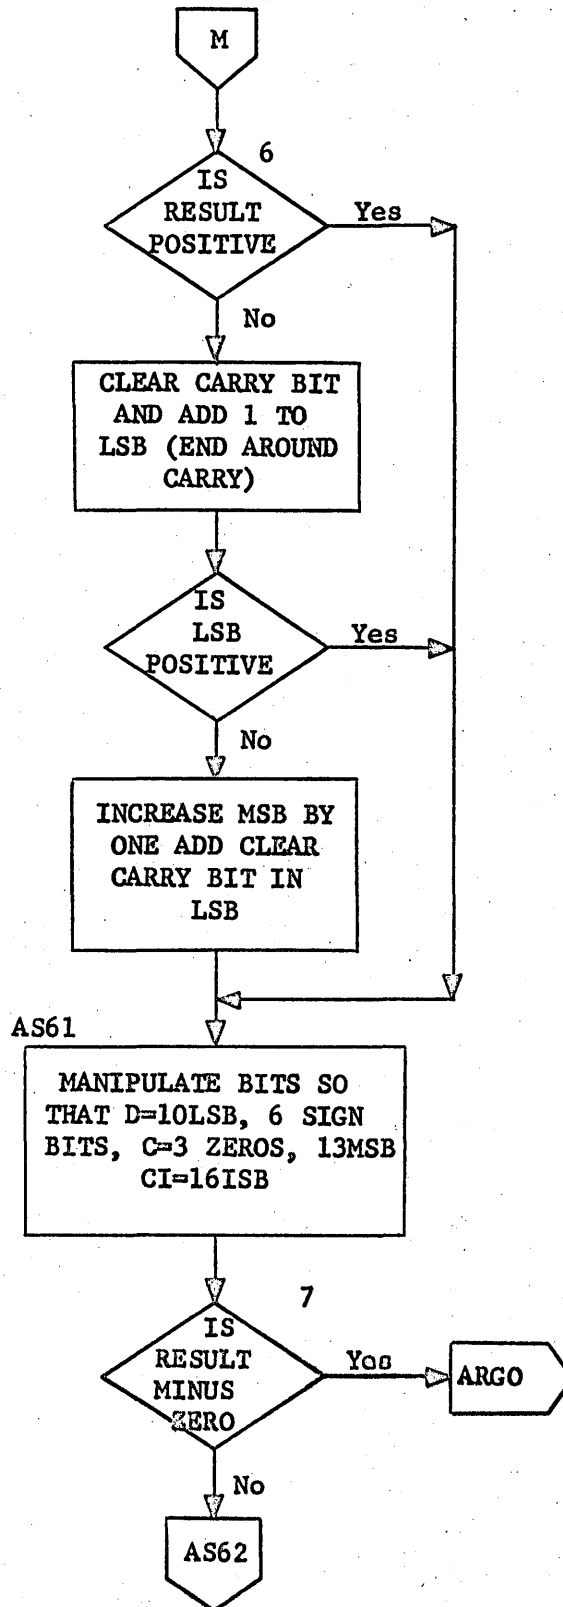 M
6
IS
RESULT
POSITIVE
Yes
No
CLEAR CARRY BIT
AND ADD 1 TO
LSB (END AROUND
CARRY)
IS
LSB
POSITIVE
Yes
No
INCREASE MSB BY
ONE ADD CLEAR
CARRY BIT IN
LSB
AS61
MANIPULATE BITS SO
THAT D=10LSB, 6 SIGN
BITS, C=3 ZEROS, 13MSB
CI=16ISB
7
IS
RESULT
MINUS
ZERO
Yes
ARGO
No
AS62